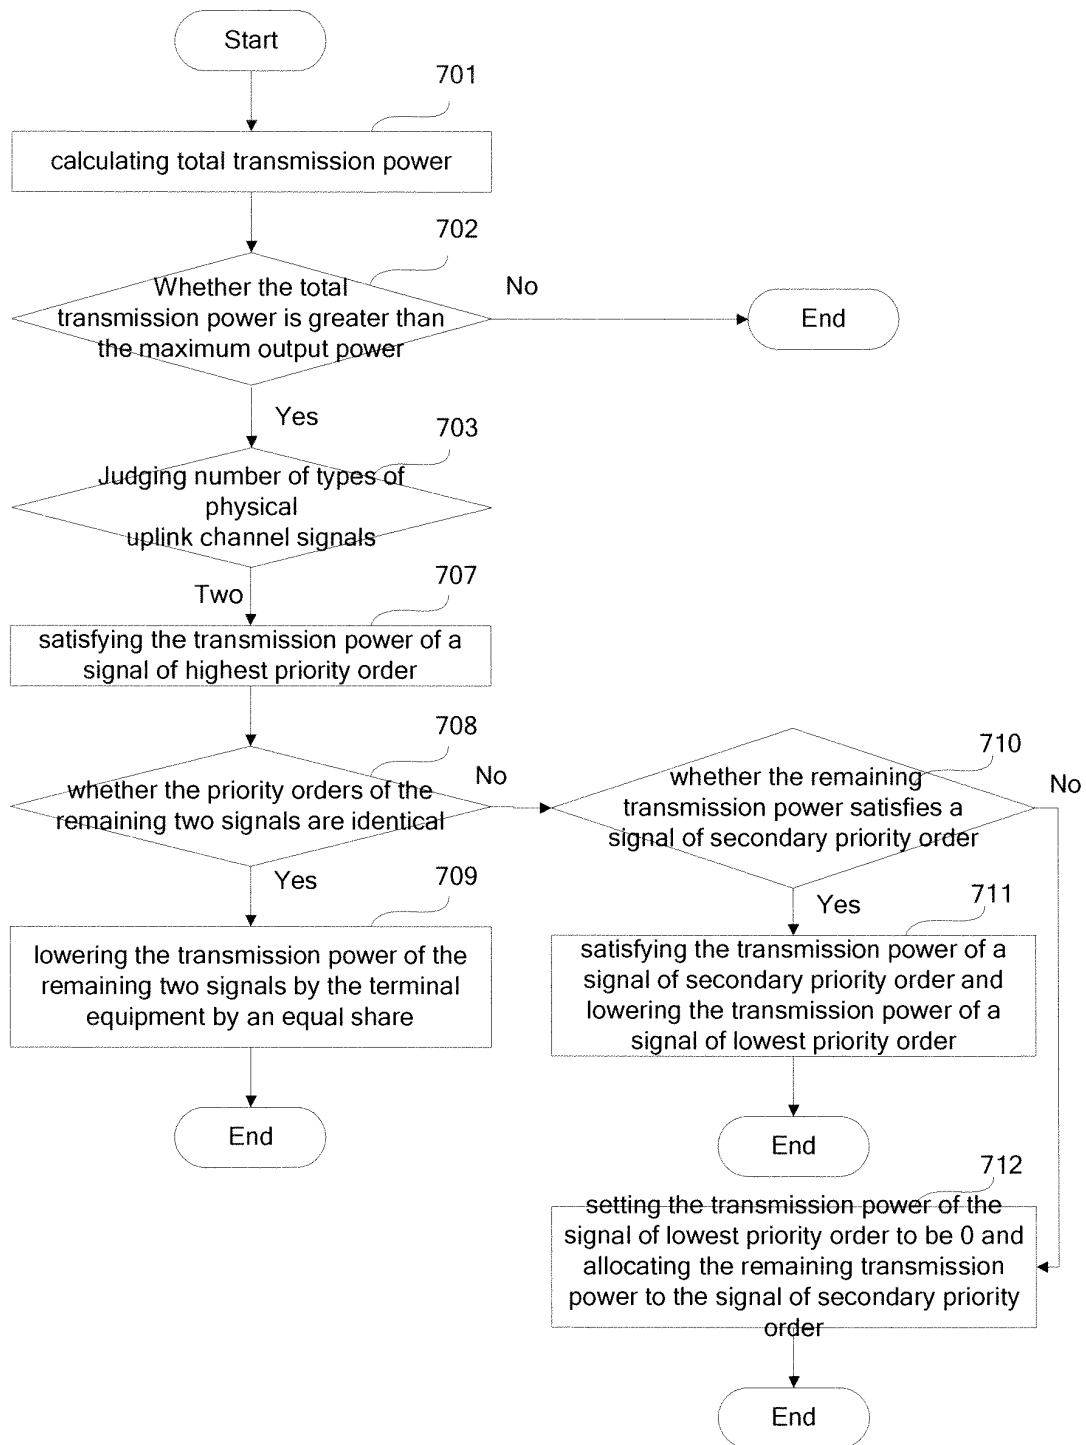 Start
701
calculating total transmission power
702
Whether the total
transmission power is greater than
the maximum output power
No
End
Yes
703
Judging number of types of
physical
uplink channel signals
Two
707
satisfying the transmission power of a
signal of highest priority order
708
whether the priority orders of the
remaining two signals are identical
No
710
whether the remaining
transmission power satisfies a
signal of secondary priority order
No
Yes
709
lowering the transmission power of the
remaining two signals by the terminal
equipment by an equal share
End
Yes
711
satisfying the transmission power of a
signal of secondary priority order and
lowering the transmission power of a
signal of lowest priority order
End
712
setting the transmission power of the
signal of lowest priority order to be 0 and
allocating the remaining transmission
power to the signal of secondary priority
order
End